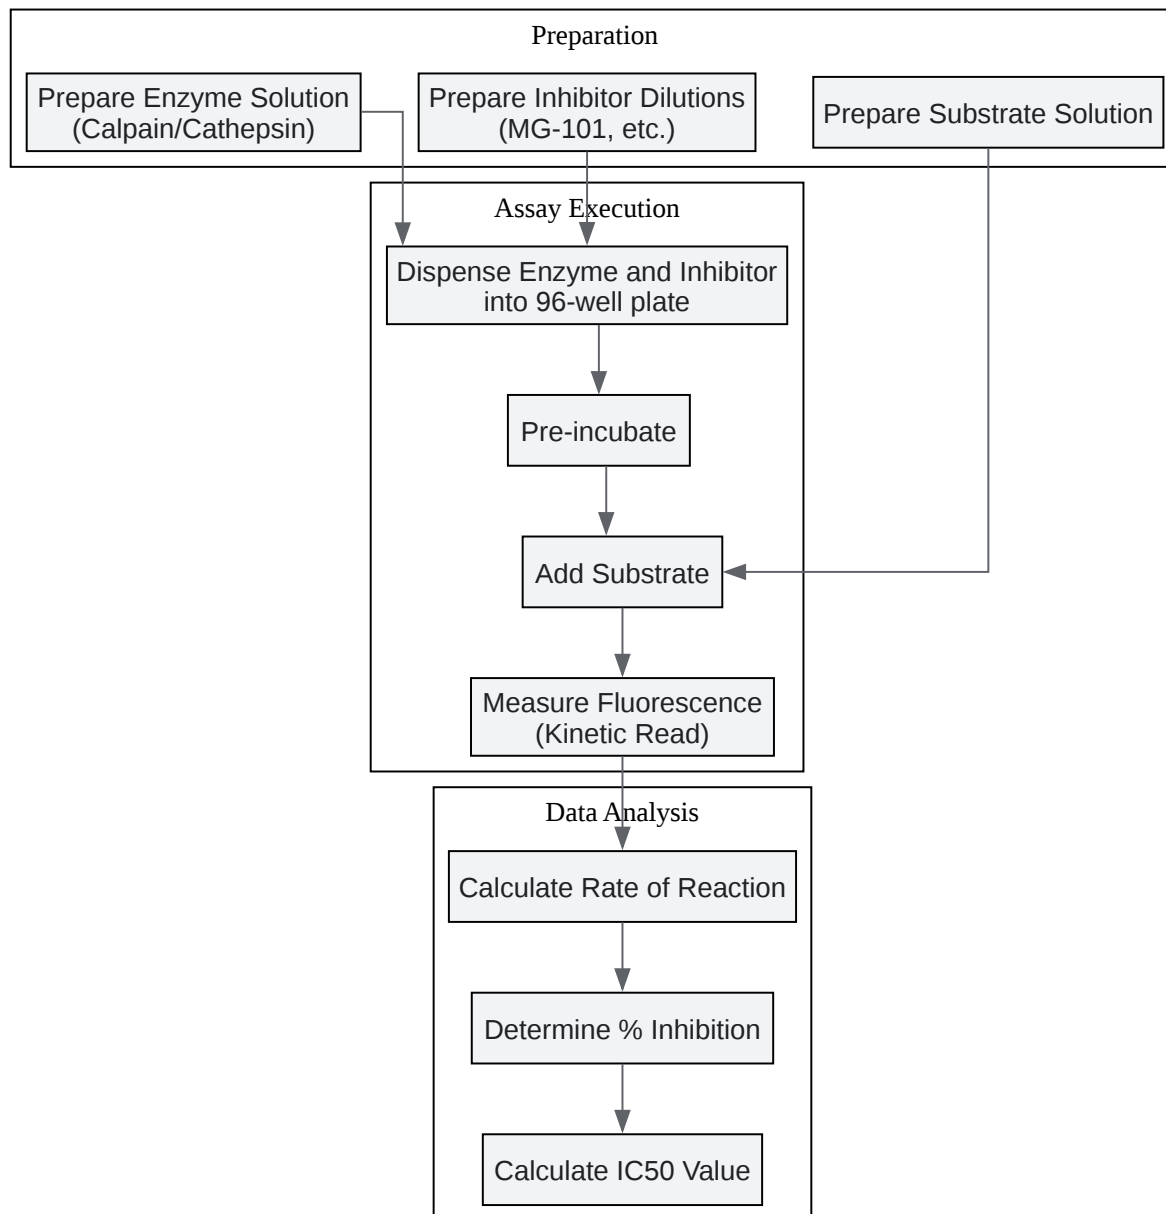 Preparation
Prepare Enzyme Solution
(Calpain/Cathepsin)
Prepare Inhibitor Dilutions
(MG-101, etc.)
Prepare Substrate Solution
Assay Execution
Dispense Enzyme and Inhibitor
into 96-well plate
Pre-incubate
Add Substrate
Measure Fluorescence
(Kinetic Read)
Data Analysis
Calculate Rate of Reaction
Determine % Inhibition
Calculate IC50 Value